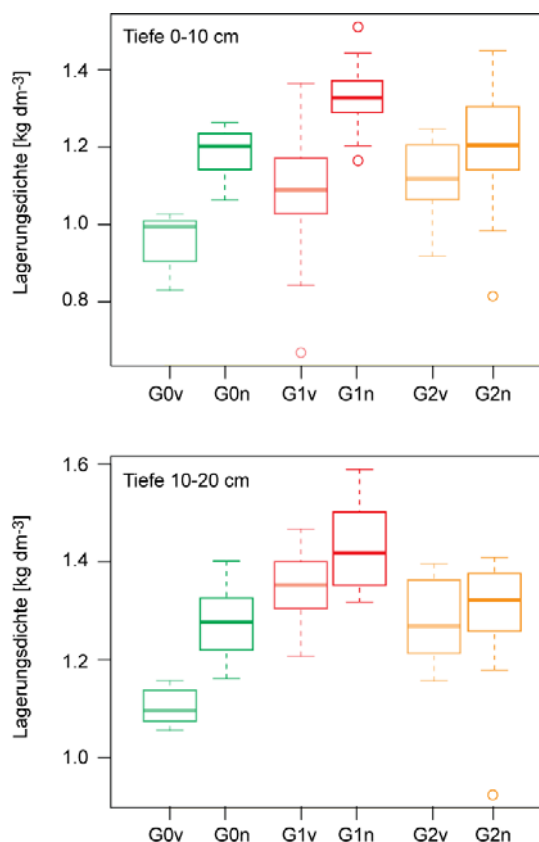 Tiefe 0-10 cm
Lagerungsdichte [kg dm-3]
1.4
1.2
1.0
0.8
G0v G0n G1v G1n G2v G2n
Tiefe 10-20 cm
Lagerungsdichte [kg dm-3]
1.6
1.4
1.2
1.0
G0v G0n G1v G1n G2v G2n